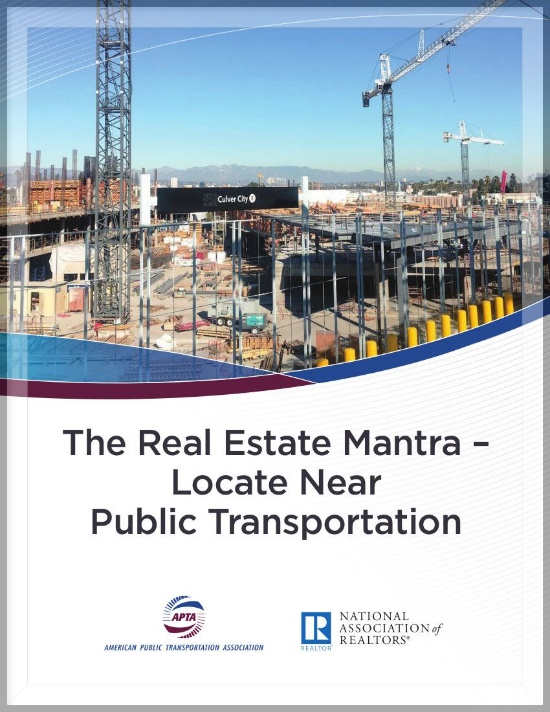 Culver City
The Real Estate Mantra –
Locate Near
Public Transportation
APTA
AMERICAN PUBLIC TRANSPORTATION ASSOCIATION
R
REALTOR®
NATIONAL
ASSOCIATION of
REALTORS®